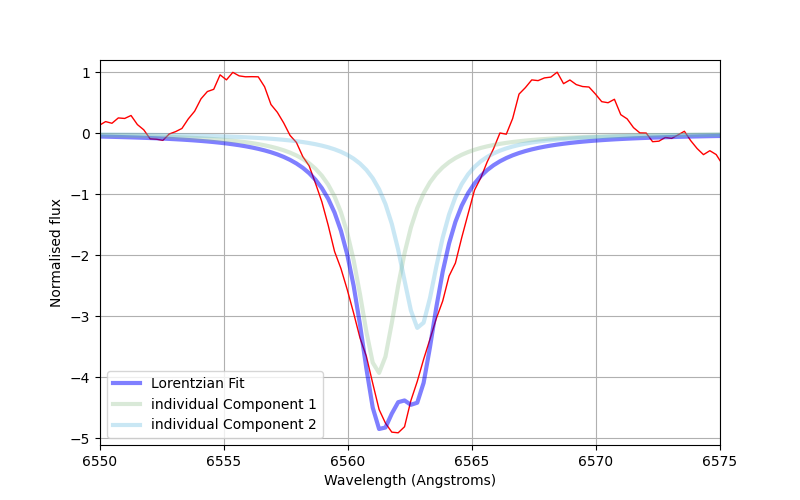 1
0
−1
−2
−3
−4
−5
Normalised flux
Lorentzian Fit
individual Component 1
individual Component 2
6550 6555 6560 6565 6570 6575
Wavelength (Angstroms)